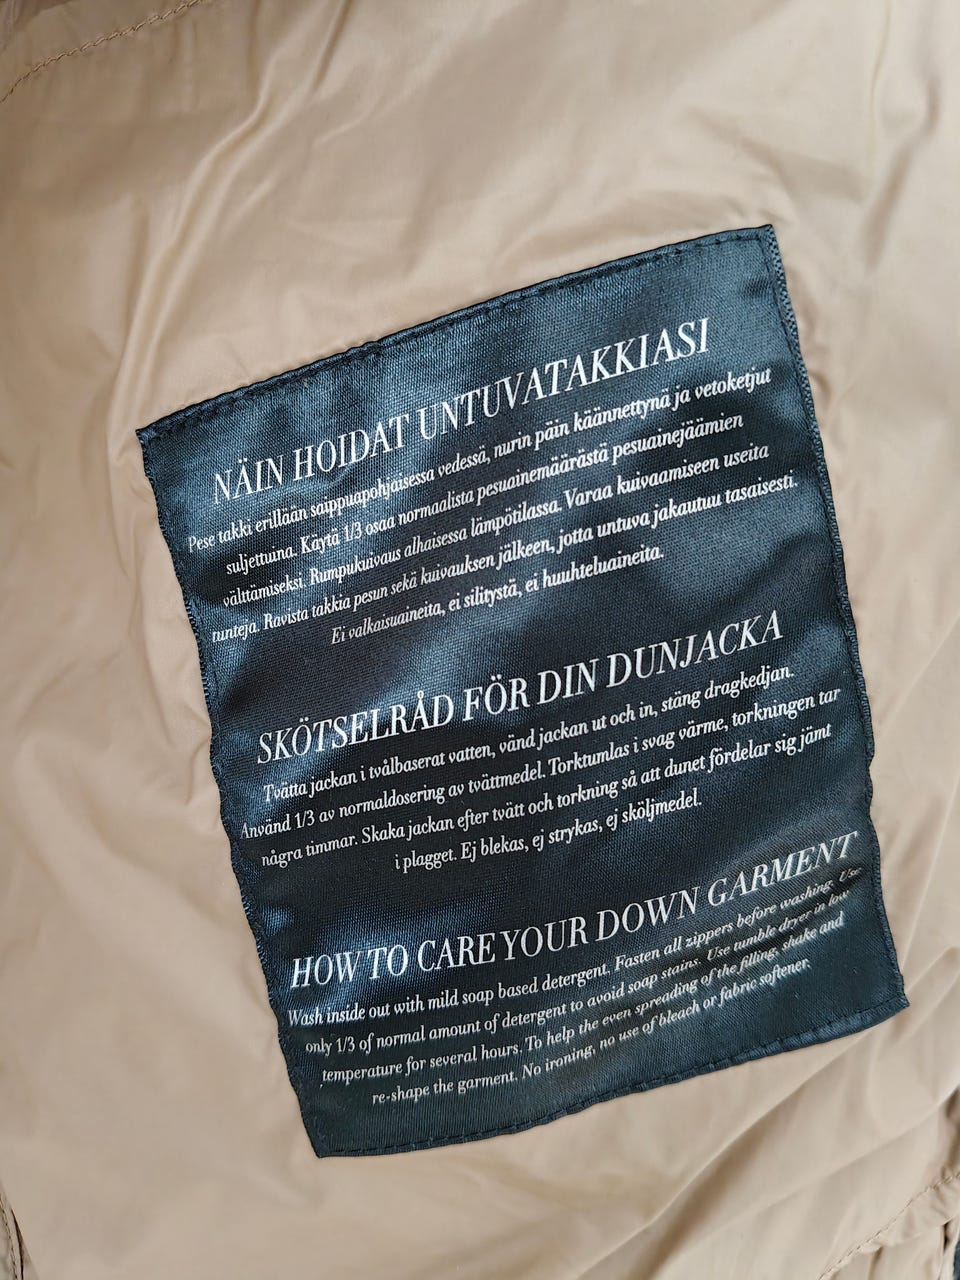 NÄIN HOIDAT UNTUVATAKKIASI
Pese takki erillään saippuapohjaisessa vedessä, nurin päin käännettynä ja vetoketjut
suljettuina. Käytä 1/3 osaa normaalista pesuainemäärästä pesuainejäämien
välttämiseksi. Rumpukuivaus alhaisessa lämpötilassa. Varaa kuivaamiseen useita
tunteja. Ravista takkia pesun sekä kuivauksen jälkeen, jotta untuva jakautuu tasaisesti.
Ei valkaisuaineita, ei silitystä, ei huuhteluaineita.
SKÖTSELRÅD FÖR DIN DUNJACKA
Tvätta jackan i tvålbaserat vatten, vänd jackan ut och in, stäng dragkedjan.
Använd 1/3 av normaldosering av tvättmedel. Torktumlas i svag värme, torkningen tar
några timmar. Skaka jackan efter tvätt och torkning så att dunet fördelar sig jämt
i plagget. Ej blekas, ej strykas, ej sköljmedel.
HOW TO CARE YOUR DOWN GARMENT
Wash inside out with mild soap based detergent. Fasten all zippers before washing. Use
only 1/3 of normal amount of detergent to avoid soap stains. Use tumble dryer in low
temperature for several hours. To help the even spreading of the filling, shake and
re-shape the garment. No ironing, no use of bleach or fabric softener.